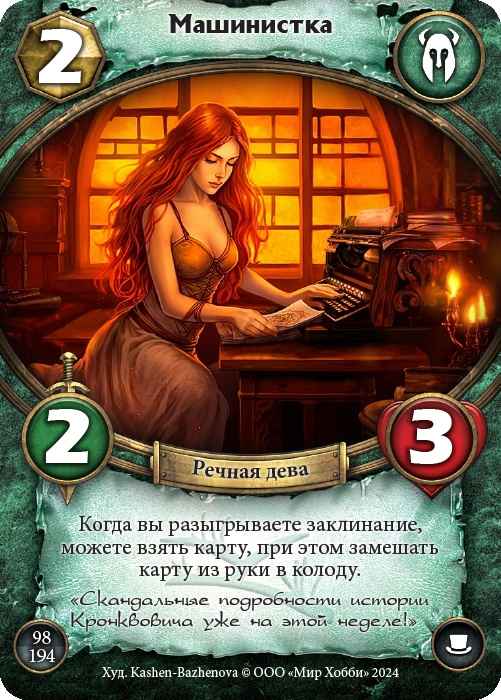 Машинистка
2
2
3
Речная дева
Когда вы разыгрываете заклинание,
можете взять карту, при этом замешать
карту из руки в колоду.
«Скандальные подробности истории
Кронквовича уже на этой неделе!»
98
194
Худ. Kashen-Bazhenova © ООО «Мир Хобби» 2024